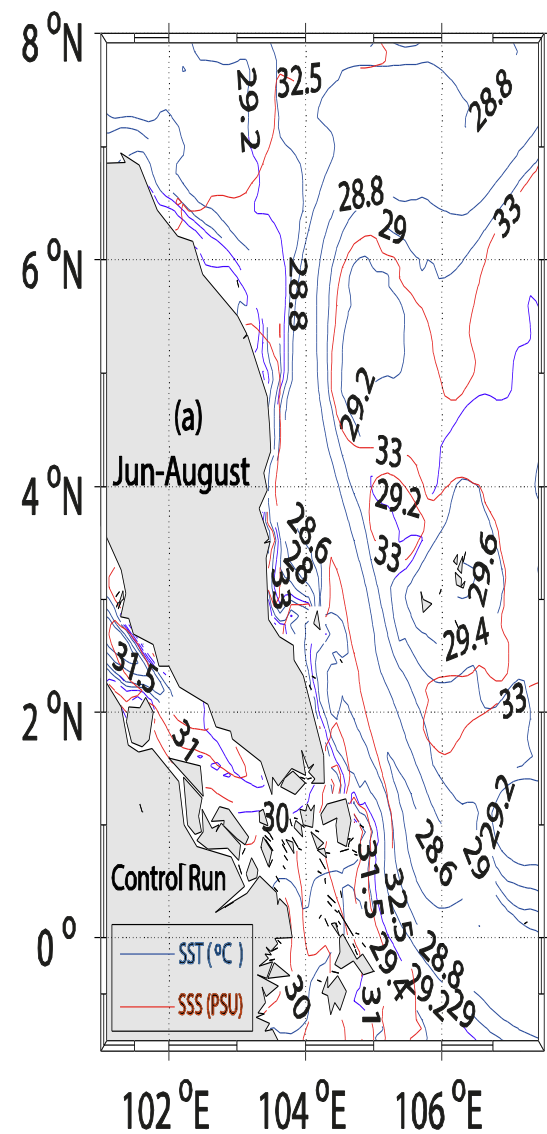 8 °N
32.5
29.2
28.8
28.8
33
29
6 °N
28.8
29.2
(a)
Jun-August
33
4 °N
29.2
28.6
33
28
29.6
33
29.4
31.5
33
2 °N
31
29.2
30
28.6
29
31.5
Control Run
32.5
0 °
28.8
SST (°C )
29.4
29.2
29
SSS (PSU)
30
31
102 °E
104 °E
106 °E